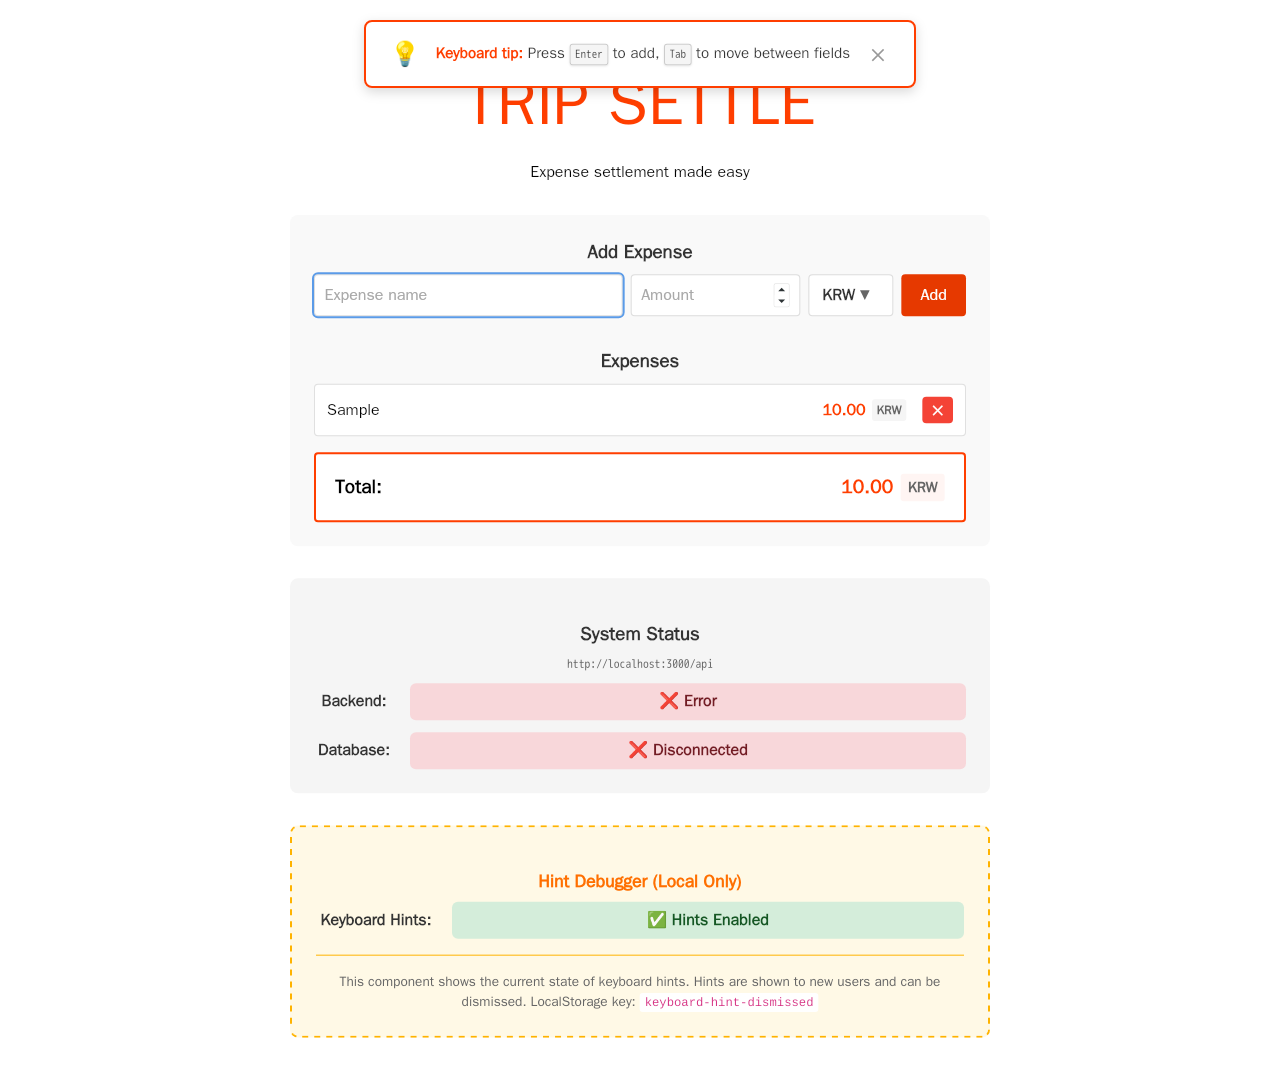 Keyboard tip: Press Enter to add, Tab to move between fields
TRIP SETTLE
Expense settlement made easy
Add Expense
Expense name
Amount
KRW ▼
Add
Expenses
Sample
10.00 KRW
Total:
10.00 KRW
System Status
http://localhost:3000/api
Backend:
❌ Error
Database:
❌ Disconnected
Hint Debugger (Local Only)
Keyboard Hints:
✅ Hints Enabled
This component shows the current state of keyboard hints. Hints are shown to new users and can be
dismissed. LocalStorage key: keyboard-hint-dismissed